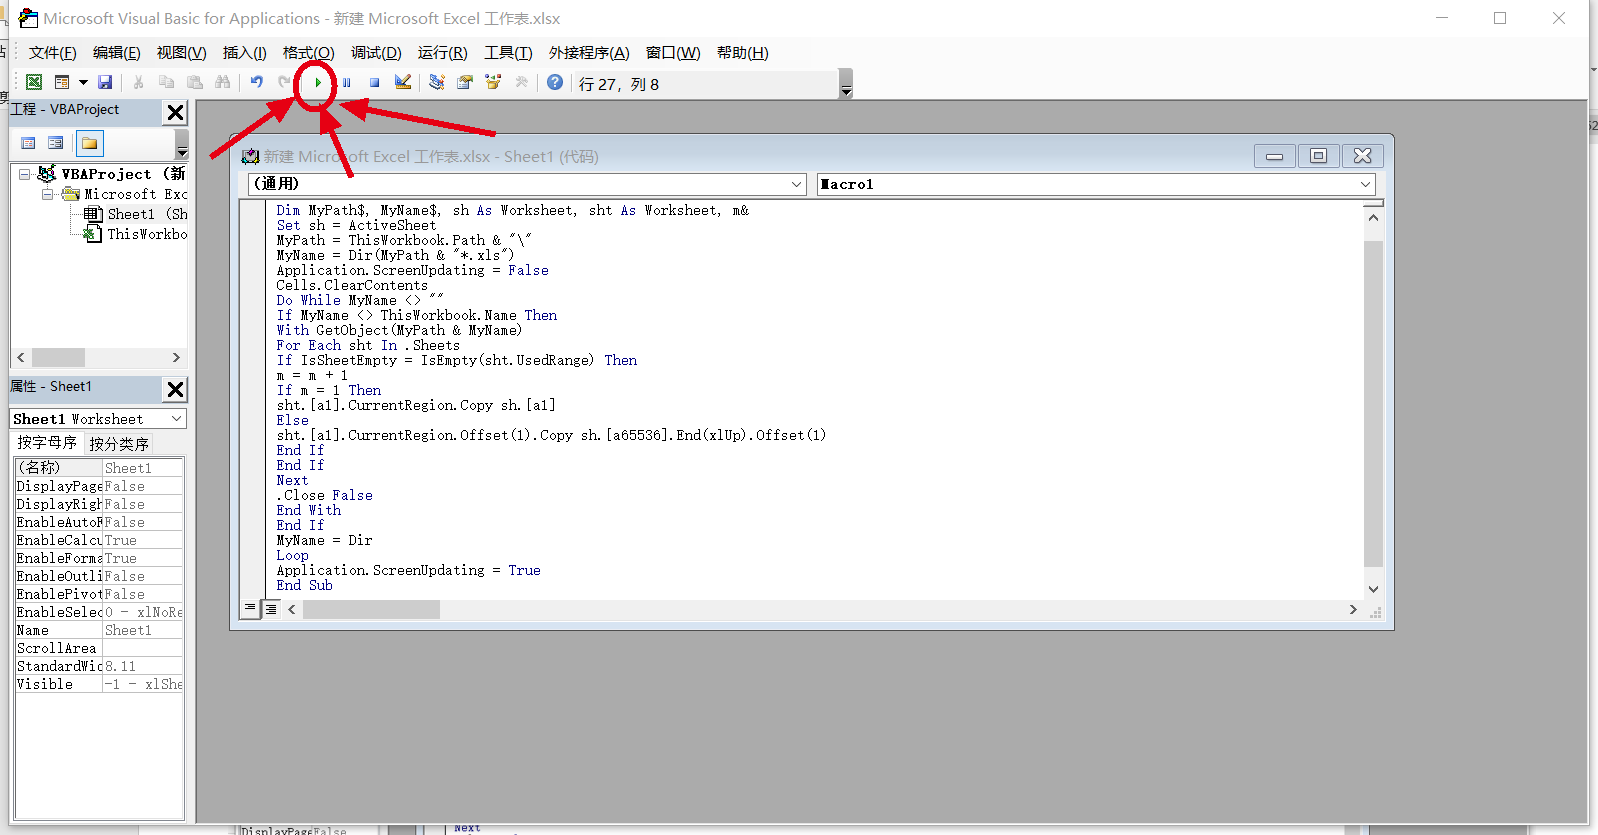 Microsoft Visual Basic for Applications - 新建 Microsoft Excel 工作表.xlsx
文件(F) 编辑(E) 视图(V) 插入(I) 格式(O) 调试(D) 运行(R) 工具(T) 外接程序(A) 窗口(W) 帮助(H)
行 27，列 8
工程 - VBAProject
VBAProject (新
Microsoft Exc
Sheet1 (Sh
ThisWorkbo
属性 - Sheet1
Sheet1 Worksheet
按字母序 按分类序
(名称) Sheet1
DisplayPage False
DisplayRigh False
EnableAutoF False
EnableCalcu True
EnableForma True
EnableOutli False
EnablePivot False
EnableSelec 0 - xlNoRe
Name Sheet1
ScrollArea
StandardWid 8.11
Visible -1 - xlShe
新建 Microsoft Excel 工作表.xlsx - Sheet1 (代码)
(通用) Macro1
Dim MyPath$, MyName$, sh As Worksheet, sht As Worksheet, m&
Set sh = ActiveSheet
MyPath = ThisWorkbook.Path & "\"
MyName = Dir(MyPath & "*.xls")
Application.ScreenUpdating = False
Cells.ClearContents
Do While MyName <> ""
If MyName <> ThisWorkbook.Name Then
With GetObject(MyPath & MyName)
For Each sht In .Sheets
If IsSheetEmpty = IsEmpty(sht.UsedRange) Then
m = m + 1
If m = 1 Then
sht.[a1].CurrentRegion.Copy sh.[a1]
Else
sht.[a1].CurrentRegion.Offset(1).Copy sh.[a65536].End(xlUp).Offset(1)
End If
End If
Next
.Close False
End With
End If
MyName = Dir
Loop
Application.ScreenUpdating = True
End Sub
DisplayPage False
Next